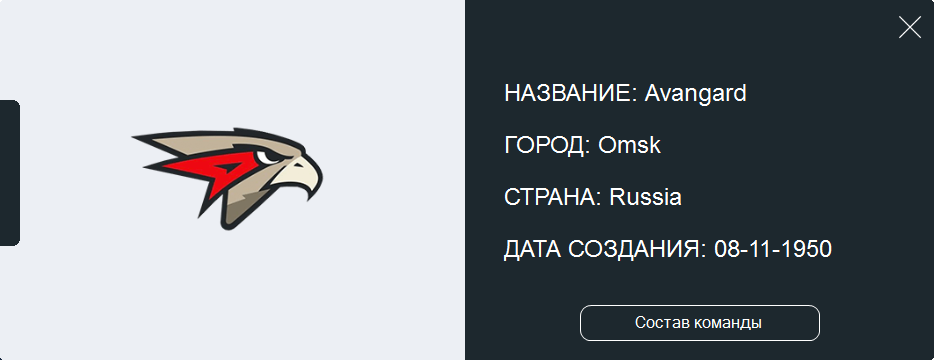 НАЗВАНИЕ: Avangard
ГОРОД: Omsk
СТРАНА: Russia
ДАТА СОЗДАНИЯ: 08-11-1950
Состав команды